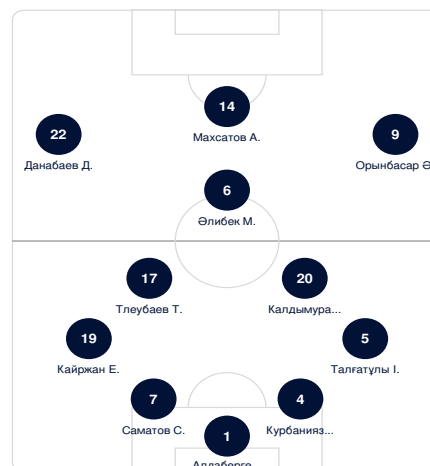 14
Махсатов А.
22
Данабаев Д.
9
Орынбасар Ә
6
Әлибек М.
17
Тлеубаев Т.
20
Калдымура...
19
Кайржан Е.
5
Талғатұлы І.
7
Саматов С.
4
Курбанияз...
1
Алдаберге...